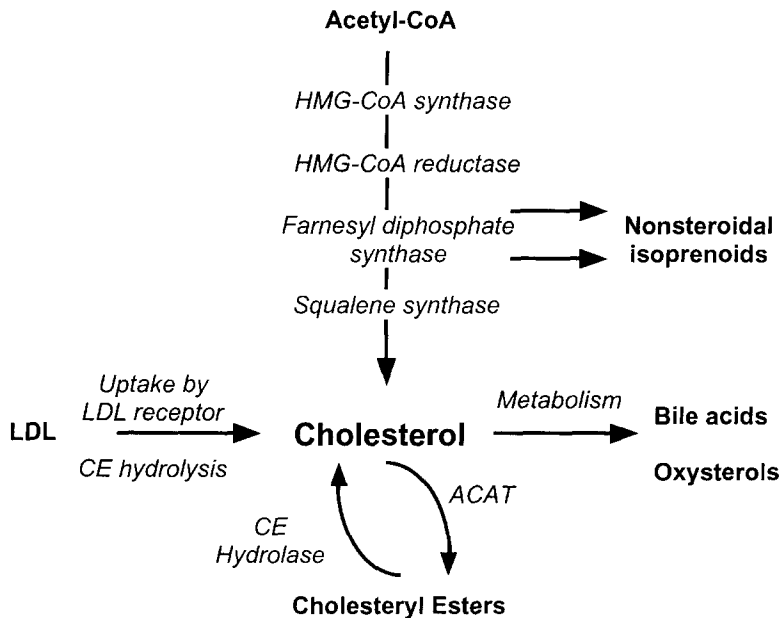 Acetyl-CoA
HMG-CoA synthase
HMG-CoA reductase
Farnesyl diphosphate
synthase
Nonsteroidal
isoprenoids
Squalene synthase
LDL
Uptake by
LDL receptor
CE hydrolysis
Cholesterol
Metabolism
Bile acids
Oxysterols
ACAT
CE
Hydrolase
Cholesteryl Esters